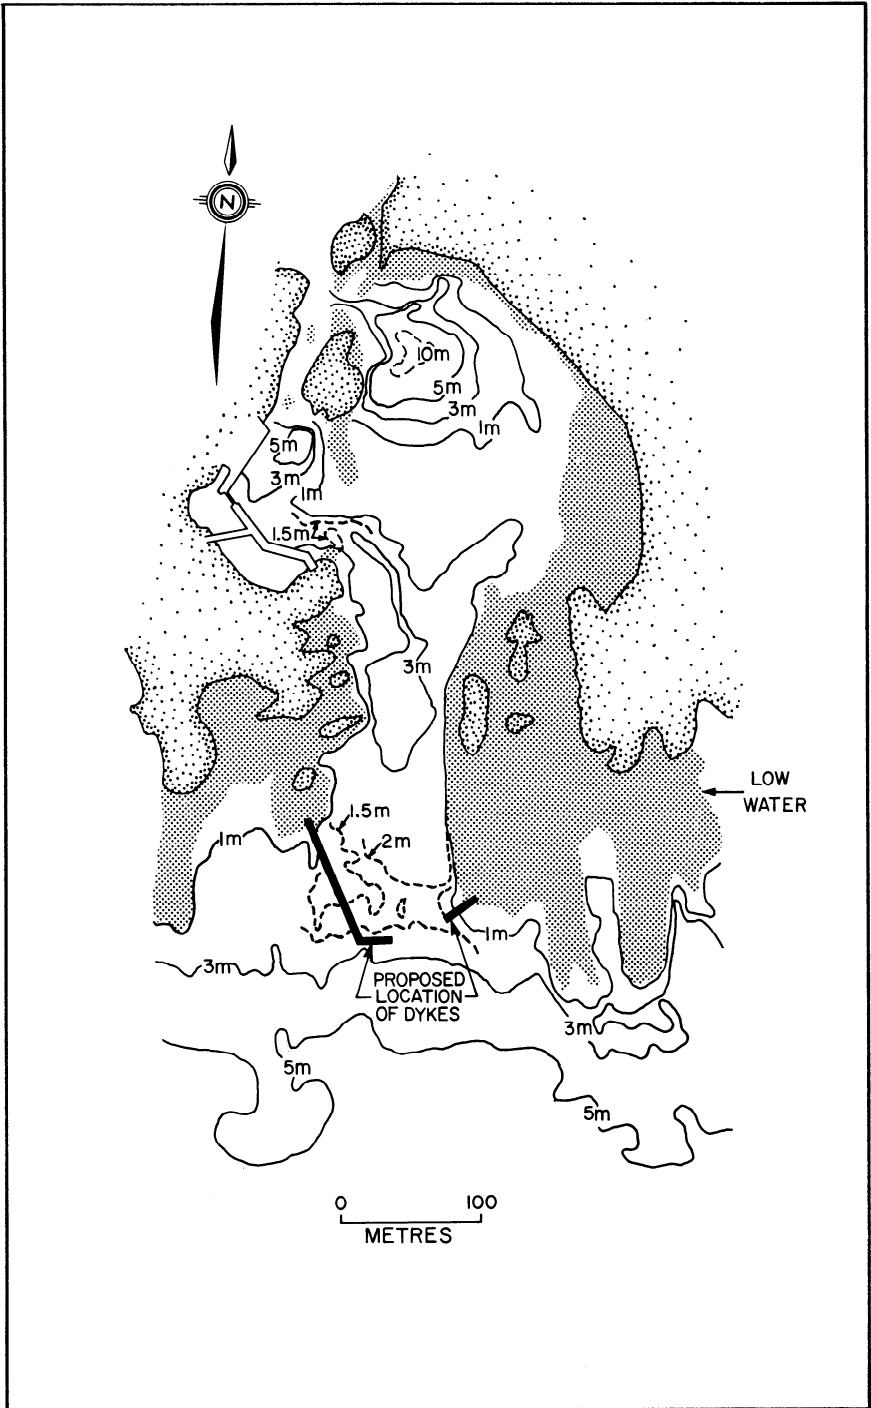 N
10m
5m
3m
1m
5m
3m
1m
1.5m
3m
LOW
WATER
1.5m
1m
2m
1m
3m
PROPOSED
LOCATION
OF DYKES
3m
5m
5m
0 100
METRES